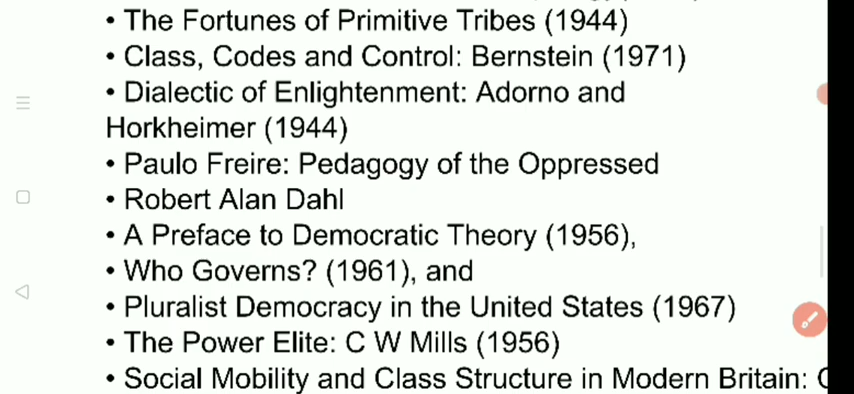 • The Fortunes of Primitive Tribes (1944)
• Class, Codes and Control: Bernstein (1971)
• Dialectic of Enlightenment: Adorno and
Horkheimer (1944)
• Paulo Freire: Pedagogy of the Oppressed
• Robert Alan Dahl
• A Preface to Democratic Theory (1956),
• Who Governs? (1961), and
• Pluralist Democracy in the United States (1967)
• The Power Elite: C W Mills (1956)
• Social Mobility and Class Structure in Modern Britain: